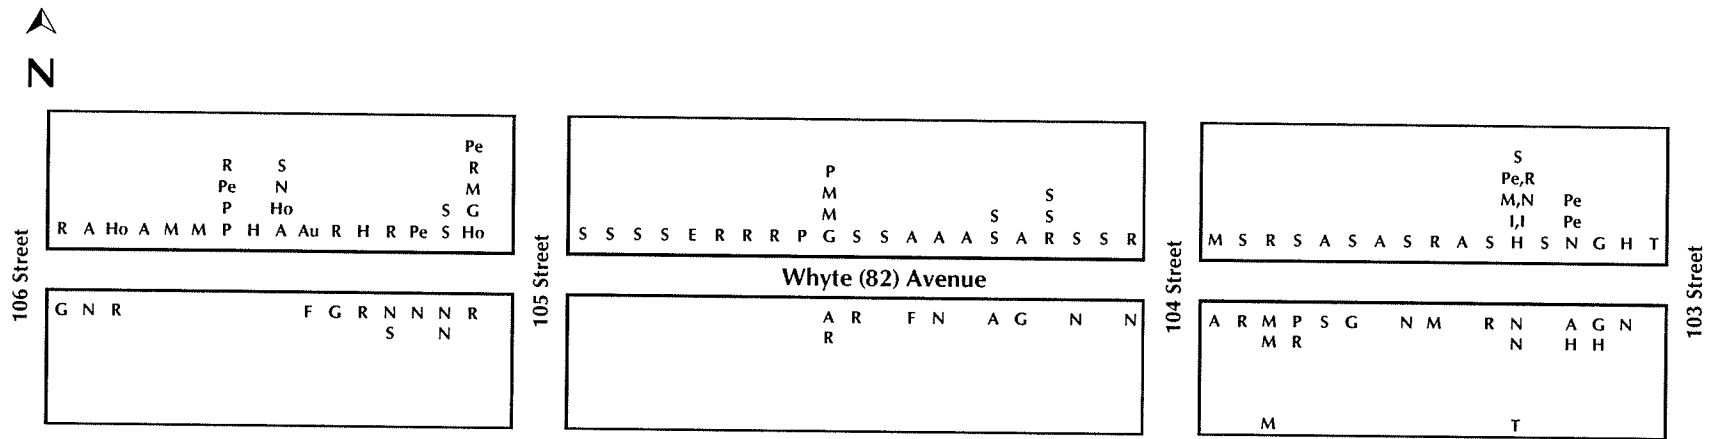 N
Pe
R S R
Pe N M
P Ho S G
R A Ho A M M P H A Au R H R Pe S Ho
P
M S
M S S
S S S S E R R R P G S S A A A S A R S S R
S
Pe,R
M,N Pe
I,I Pe
M S R S A S A S R A S H S N G H T
106 Street
105 Street
104 Street
103 Street
Whyte (82) Avenue
G N R F G R N N N R
S N
A R F N A G N N
R
A R M P S G N M R N A G N
M R N H H
M T